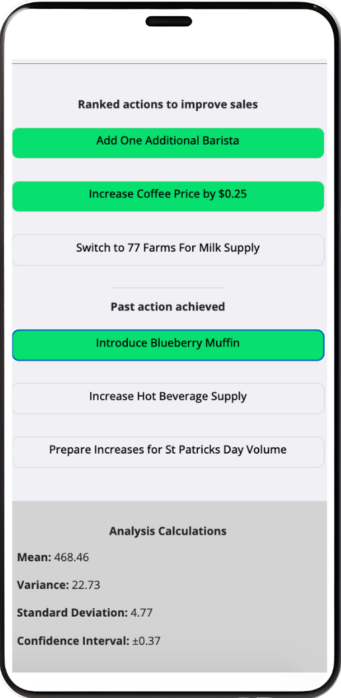 Ranked actions to improve sales
Add One Additional Barista
Increase Coffee Price by $0.25
Switch to 77 Farms For Milk Supply
Past action achieved
Introduce Blueberry Muffin
Increase Hot Beverage Supply
Prepare Increases for St Patricks Day Volume
Analysis Calculations
Mean: 468.46
Variance: 22.73
Standard Deviation: 4.77
Confidence Interval: ±0.37